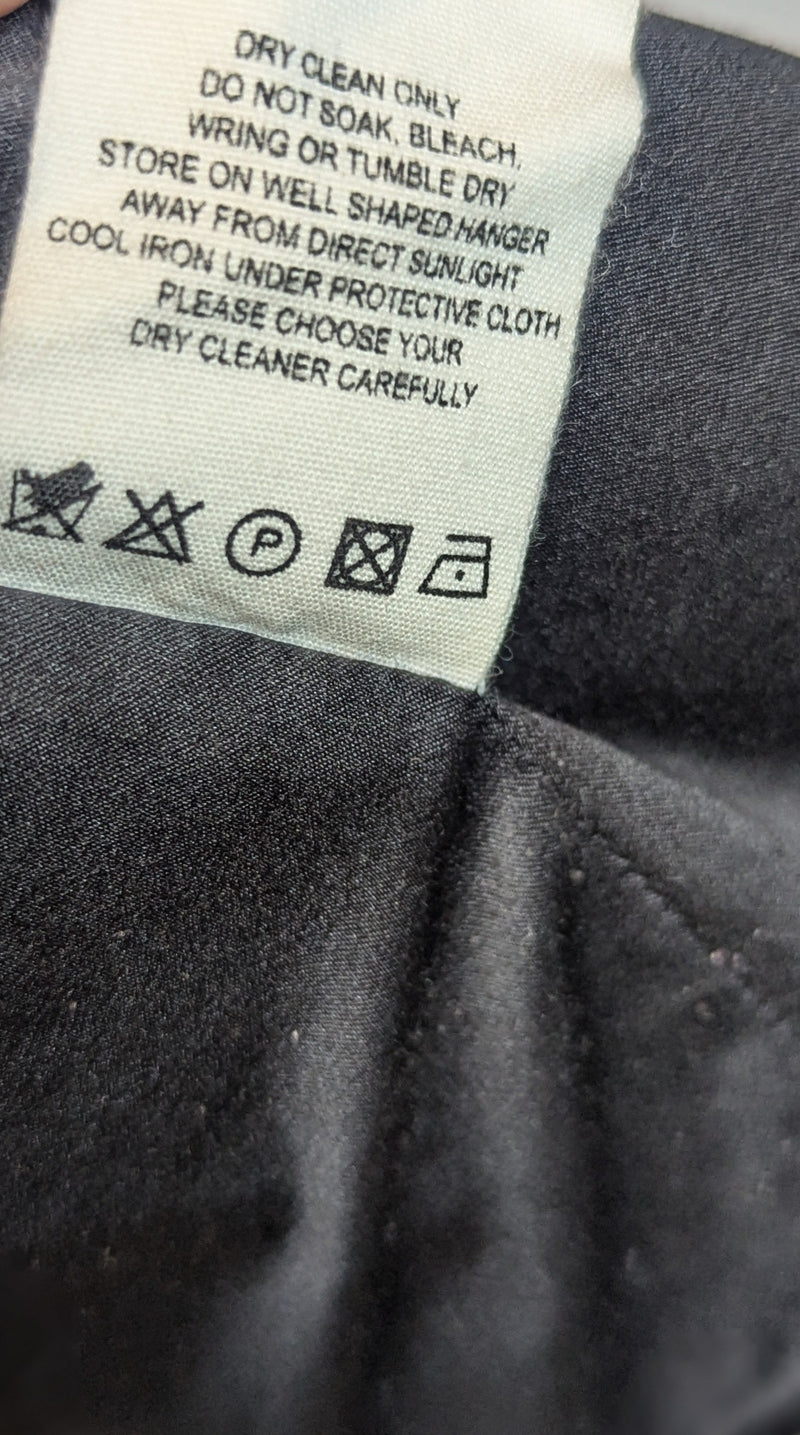 DRY CLEAN ONLY
DO NOT SOAK, BLEACH,
WRING OR TUMBLE DRY
STORE ON WELL SHAPED HANGER
AWAY FROM DIRECT SUNLIGHT
COOL IRON UNDER PROTECTIVE CLOTH
PLEASE CHOOSE YOUR
DRY CLEANER CAREFULLY
P